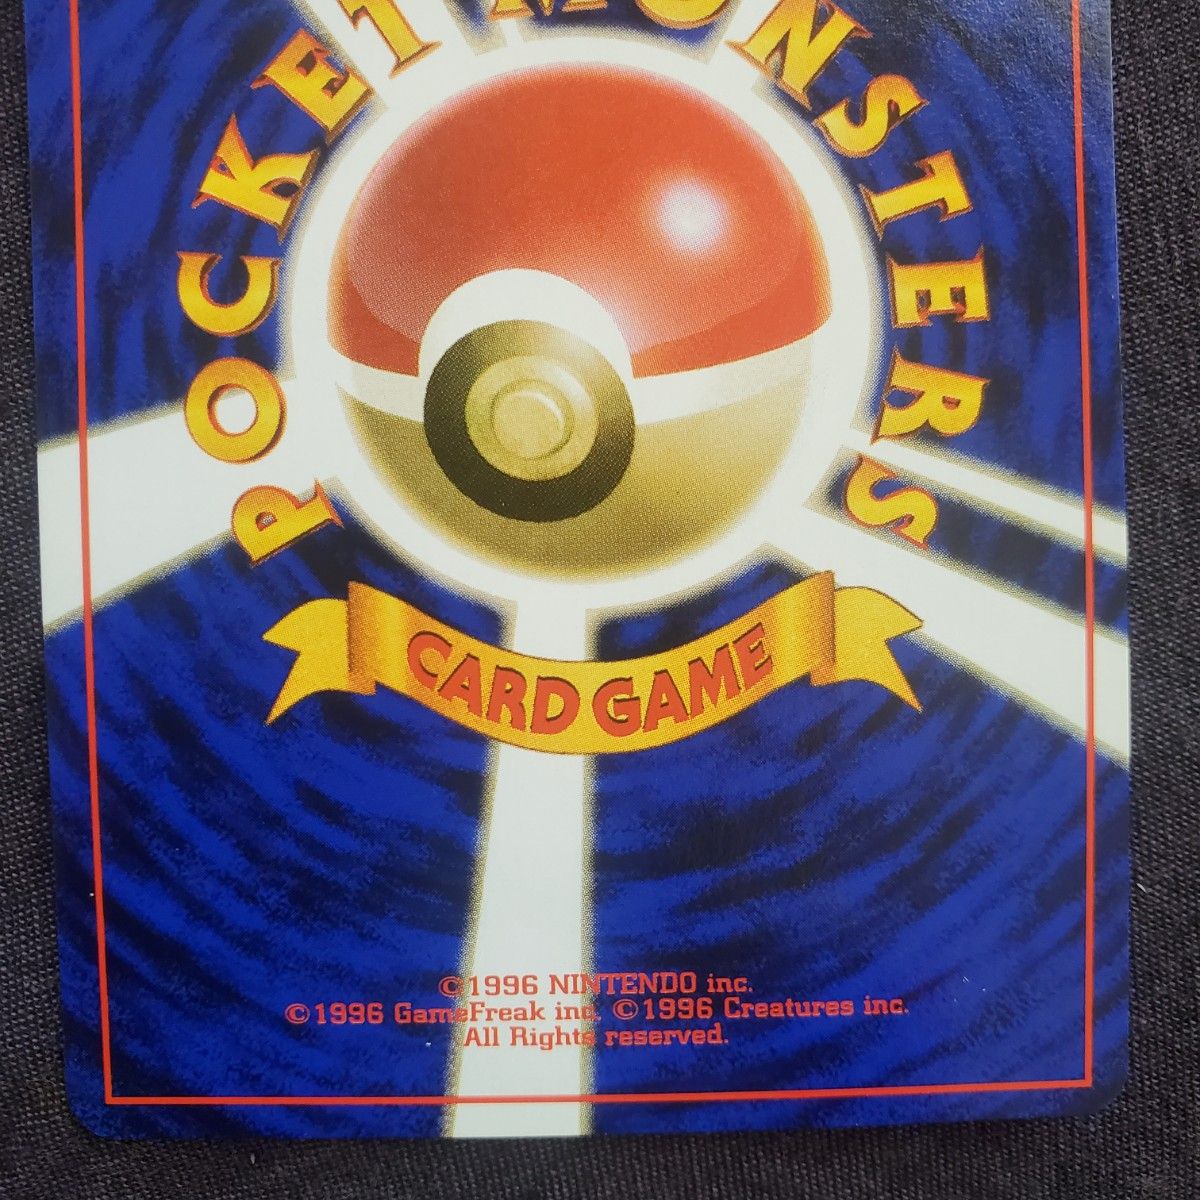 POCKET MONSTERS
CARD GAME
©1996 NINTENDO inc.
©1996 GameFreak inc. ©1996 Creatures inc.
All Rights reserved.